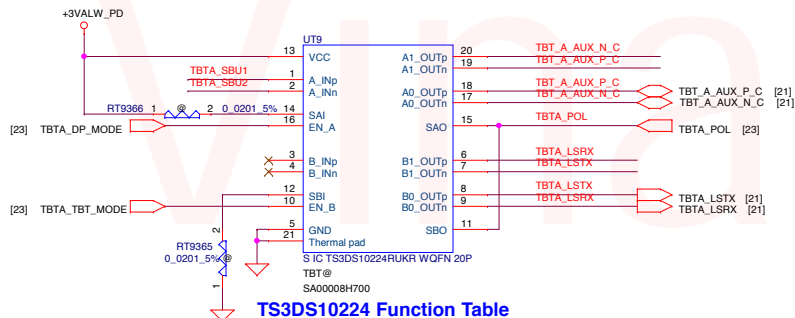 +3VALW_PD
UT9
13 VCC A1_OUTp 20 TBT_A_AUX_N_C
A1_OUTn 19 TBT_A_AUX_P_C
TBTA_SBU1 1 A_INp
TBTA_SBU2 2 A_INn
A0_OUTp 18 TBT_A_AUX_P_C TBT_A_AUX_P_C [21]
A0_OUTn 17 TBT_A_AUX_N_C TBT_A_AUX_N_C [21]
RT9366 1 @ 2 0_0201_5% 14 SAI
[23] TBTA_DP_MODE 16 EN_A SAO 15 TBTA_POL TBTA_POL [23]
3 B_INp B1_OUTp 6 TBTA_LSRX
4 B_INn B1_OUTn 7 TBTA_LSTX
12 SBI B0_OUTp 8 TBTA_LSTX TBTA_LSTX [21]
[23] TBTA_TBT_MODE 10 EN_B B0_OUTn 9 TBTA_LSRX TBTA_LSRX [21]
5 GND SBO 11
21 Thermal pad
2
RT9365
0_0201_5% @
1
S IC TS3DS10224RUKR WQFN 20P
TBT@
SA00008H700
TS3DS10224 Function Table
vina